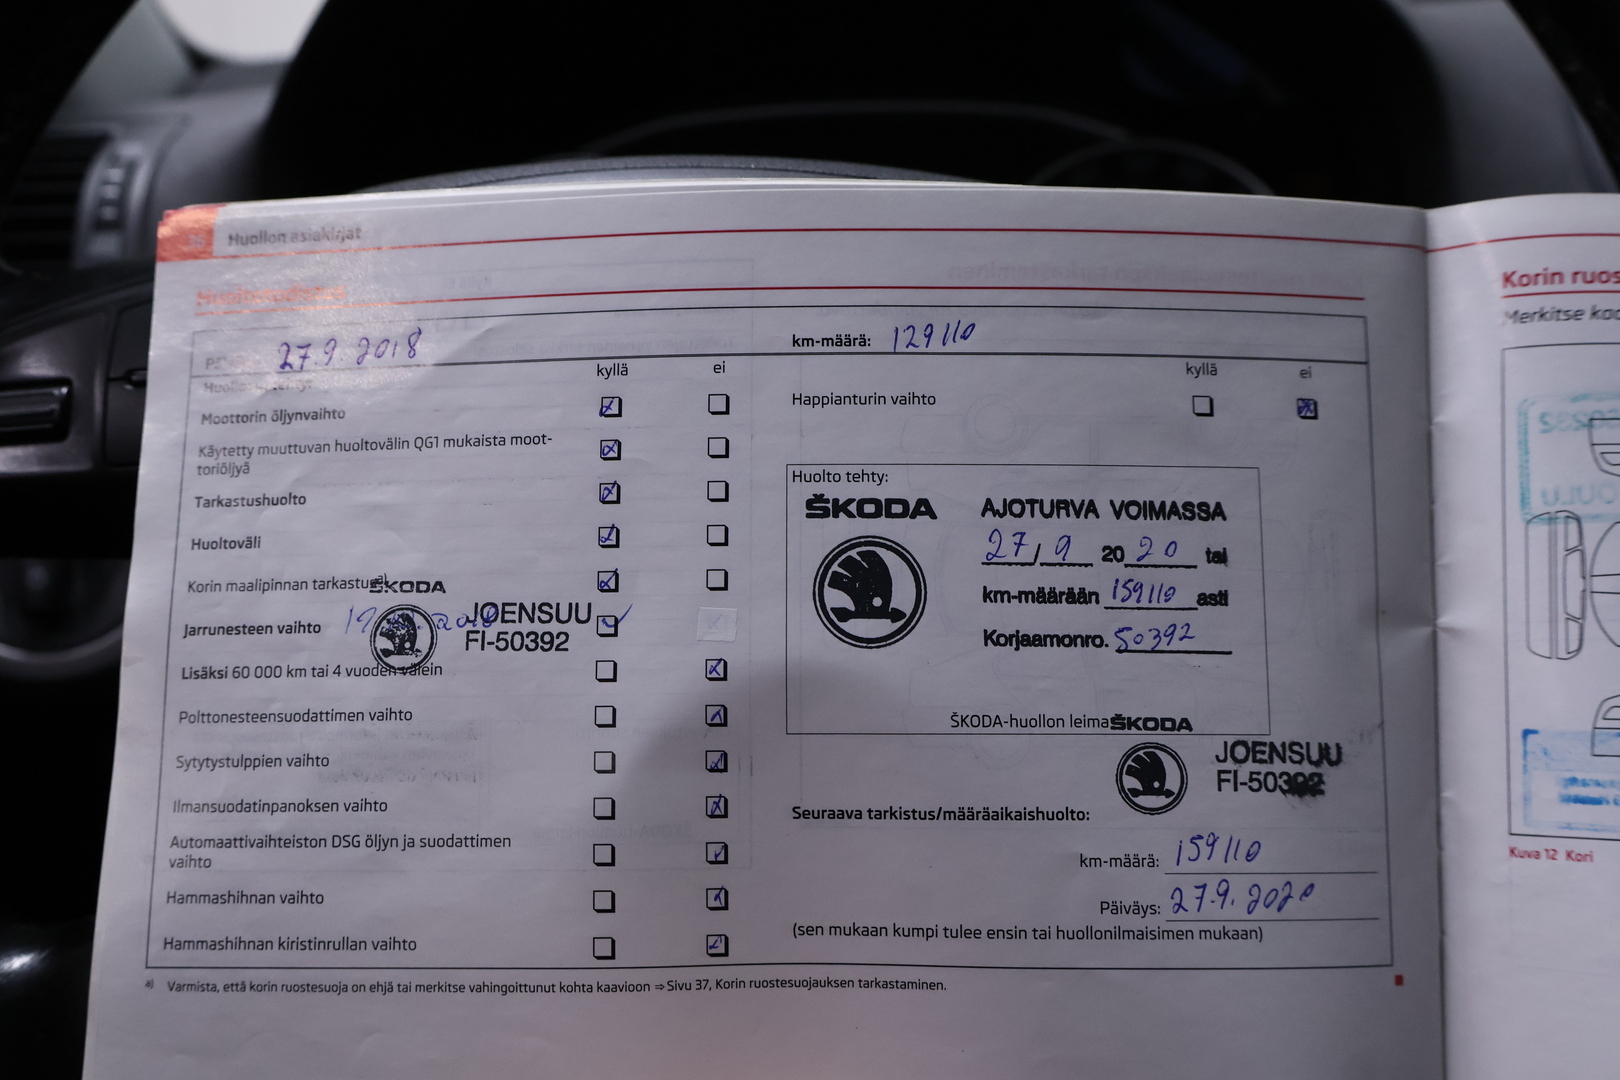 Huollon asiakirjat
27.9.2018
km-määrä: 129110
kyllä ei
kyllä ei
Moottorin öljynvaihto
Käytetty muuttuvan huoltovälin QG1 mukaista moot-
toriöljyä
Tarkastushuolto
Huoltoväli
Korin maalipinnan tarkastus a)
ŠKODA
Jarrunesteen vaihto
JOENSUU
FI-50392
Lisäksi 60 000 km tai 4 vuoden välein
Polttonesteensuodattimen vaihto
Sytytystulppien vaihto
Ilmansuodatinpanoksen vaihto
Automaattivaihteiston DSG öljyn ja suodattimen
vaihto
Hammashihnan vaihto
Hammashihnan kiristinrullan vaihto
Happianturin vaihto
Huolto tehty:
ŠKODA
AJOTURVA VOIMASSA
27/9 2020 tai
km-määrään 159110 asti
Korjaamonro. 50392
ŠKODA-huollon leima
ŠKODA
JOENSUU
FI-50392
Seuraava tarkistus/määräaikaishuolto:
km-määrä: 159110
Päiväys: 27.9.2020
(sen mukaan kumpi tulee ensin tai huollonilmaisimen mukaan)
a) Varmista, että korin ruostesuoja on ehjä tai merkitse vahingoittunut kohta kaavioon ⇒ Sivu 37, Korin ruostesuojauksen tarkastaminen.
Korin ruos
Merkitse kao
Kuva 12 Kori